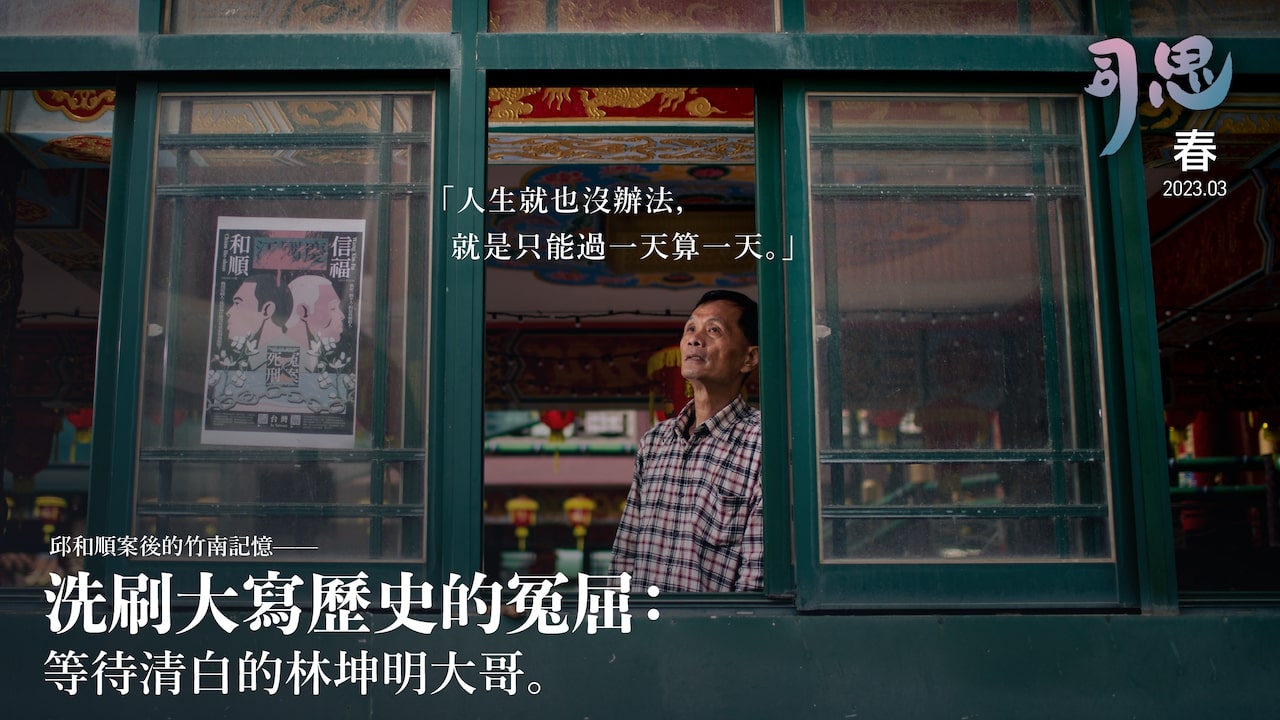 司思
春
2023.03
「人生就也沒辦法,
就是只能過一天算一天。」
和順
信福
死刑
冤案
台灣
邱和順案後的竹南記憶——
洗刷大寫歷史的冤屈：
等待清白的林坤明大哥。